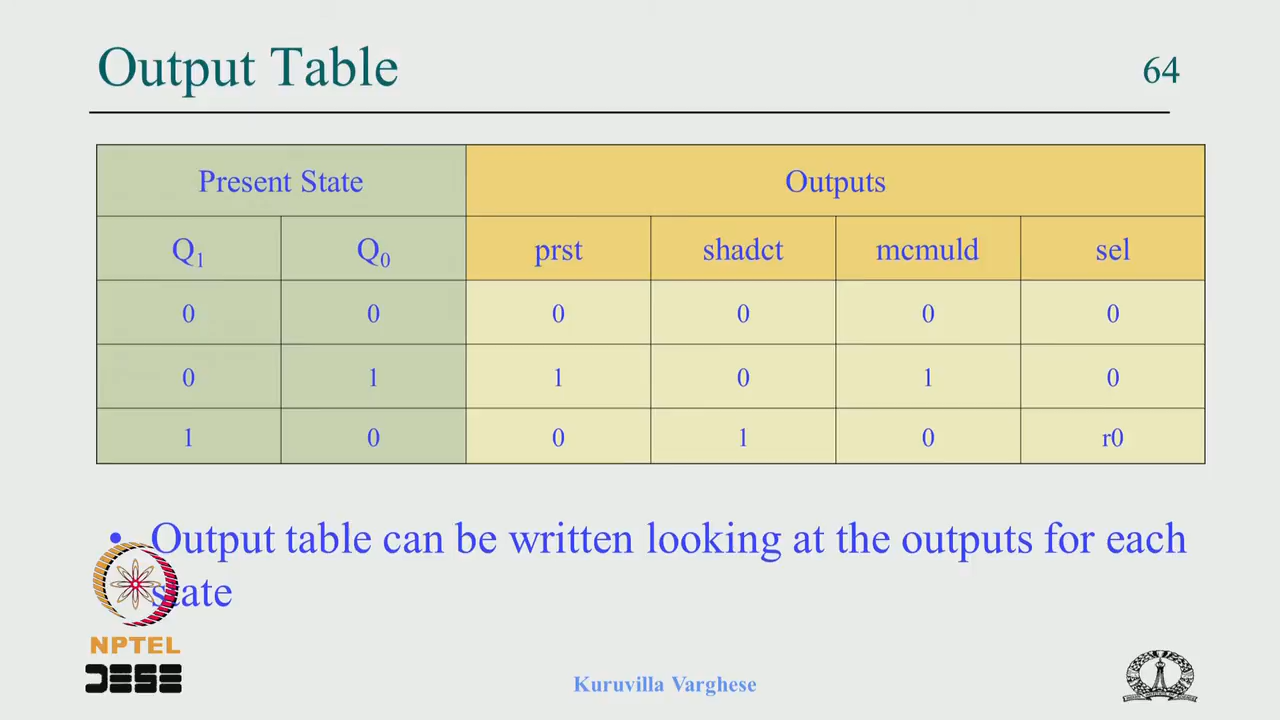 Output Table
64
Present State Outputs
Q1 Q0 prst shadct mcmuld sel
0 0 0 0 0 0
0 1 1 0 1 0
1 0 0 1 0 r0
• Output table can be written looking at the outputs for each
state
NPTEL
Kuruvilla Varghese